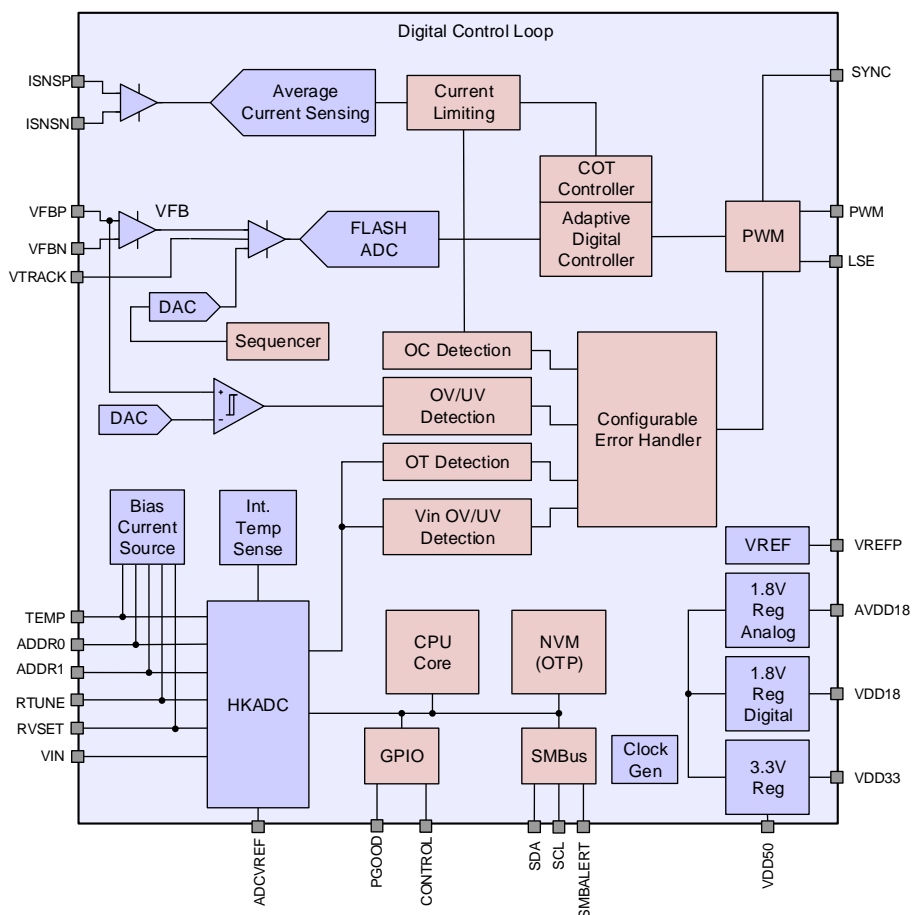 Digital Control Loop
ISNSP
ISNSN
Average
Current Sensing
Current
Limiting
SYNC
COT
Controller
VFBP
VFBN
VTRACK
VFB
FLASH
ADC
Adaptive
Digital
Controller
PWM
PWM
LSE
DAC
Sequencer
OC Detection
DAC
+
-
OV/UV
Detection
Configurable
Error Handler
OT Detection
Vin OV/UV
Detection
Bias
Current
Source
Int.
Temp
Sense
VREF
VREFP
1.8V
Reg
Analog
AVDD18
TEMP
ADDR0
ADDR1
RTUNE
RVSET
VIN
HKADC
CPU
Core
NVM
(OTP)
1.8V
Reg
Digital
VDD18
GPIO
SMBus
Clock
Gen
3.3V
Reg
VDD33
ADCVREF
PGOOD
CONTROL
SDA
SCL
SMBALERT
VDD50